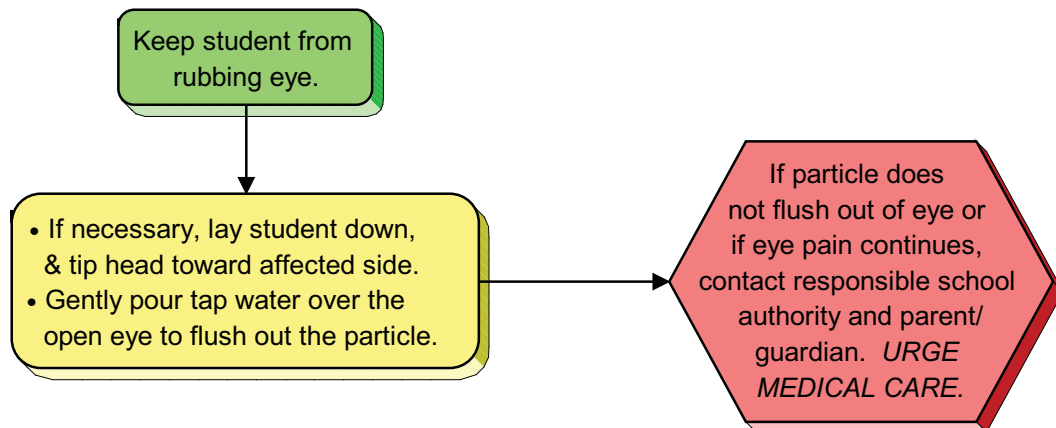 Keep student from
rubbing eye.
• If necessary, lay student down,
& tip head toward affected side.
• Gently pour tap water over the
open eye to flush out the particle.
If particle does
not flush out of eye or
if eye pain continues,
contact responsible school
authority and parent/
guardian. URGE
MEDICAL CARE.